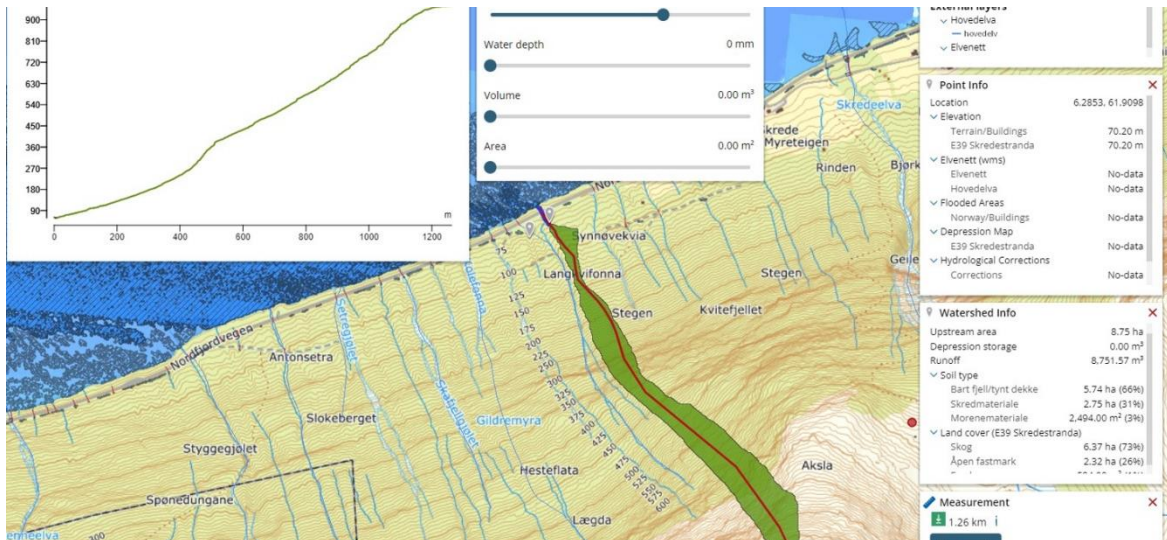 900
810
720
630
540
450
360
270
180
90
m
0 200 400 600 800 1000 1200
Water depth 0 mm
Volume 0.00 m³
Area 0.00 m²
External layers
Hovedelva
hovedelv
Elvenett
Point Info
Location 6.2853, 61.9098
Elevation
Terrain/Buildings 70.20 m
E39 Skredestranda 70.20 m
Elvenett (wms)
Elvenett No-data
Hovedelva No-data
Flooded Areas
Norway/Buildings No-data
Depression Map
E39 Skredestranda No-data
Hydrological Corrections
Corrections No-data
Watershed Info
Upstream area 8.75 ha
Depression storage 0.00 m³
Runoff 8,751.57 m³
Soil type
Bart fjell/tynt dekke 5.74 ha (66%)
Skredmateriale 2.75 ha (31%)
Morenemateriale 2,494.00 m² (3%)
Land cover (E39 Skredestranda)
Skog 6.37 ha (73%)
Åpen fastmark 2.32 ha (26%)
Measurement
1.26 km
Skredeelva
Skrede
Myreteigen
Rinden
Bjørk
Synnøvekvia
Langkvifonna
Stegen
Stegen
Kvitefjellet
Geile
Nordfjordvegen
Antonsetra
Setregjølet
Skafjellgjølet
Slokeberget
Gildremyra
Styggegjølet
Hesteflata
Aksla
Spønedungane
Lægda
75
100
125
150
175
200
225
250
300
325
350
375
400
425
450
475
500
525
550
575
600
300